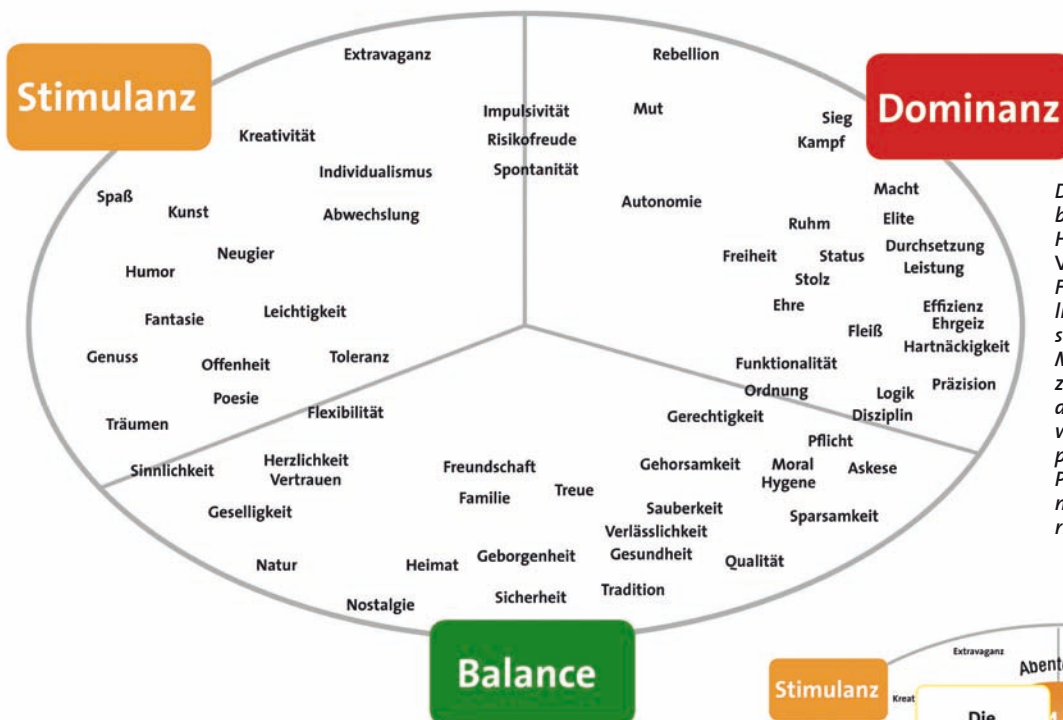 Stimulanz
Dominanz
Balance
Extravaganz
Rebellion
Impulsivität
Mut
Sieg
Kreativität
Risikofreude
Kampf
Individualismus
Spontanität
Spaß
Kunst
Abwechslung
Autonomie
Macht
Ruhm
Elite
Neugier
Freiheit
Status
Durchsetzung
Humor
Stolz
Leistung
Fantasie
Leichtigkeit
Ehre
Effizienz
Ehrgeiz
Fleiß
Hartnäckigkeit
Genuss
Offenheit
Toleranz
Funktionalität
Poesie
Ordnung
Logik
Präzision
Träumen
Flexibilität
Gerechtigkeit
Disziplin
Pflicht
Sinnlichkeit
Herzlichkeit
Vertrauen
Freundschaft
Gehorsamkeit
Moral
Hygene
Askese
Familie
Treue
Geselligkeit
Sauberkeit
Sparsamkeit
Verlässlichkeit
Natur
Heimat
Geborgenheit
Gesundheit
Qualität
Nostalgie
Sicherheit
Tradition
Stimulanz
Extravaganz
Die